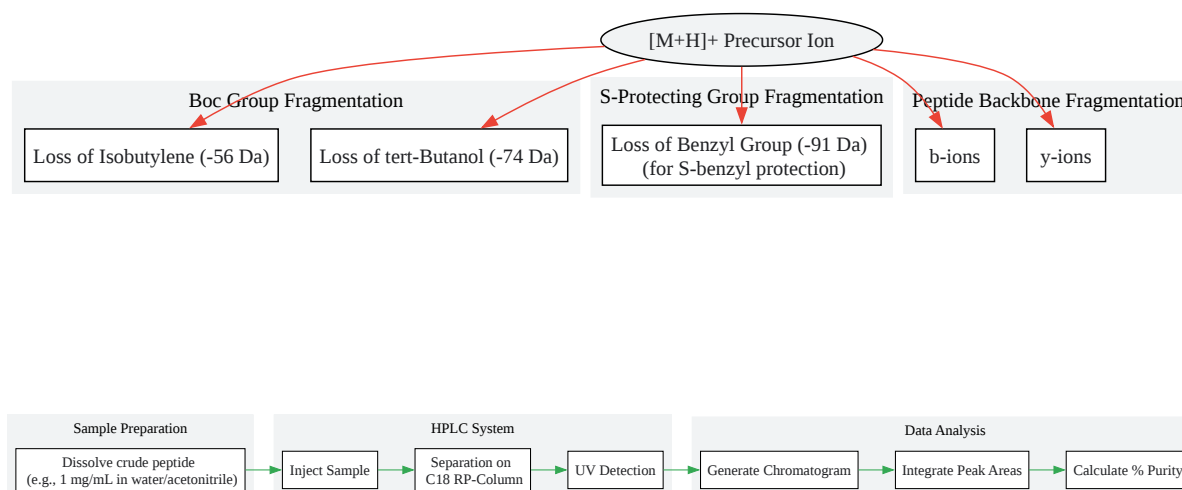 [M+H]+ Precursor Ion
Boc Group Fragmentation
S-Protecting Group Fragmentation
Peptide Backbone Fragmentation
Loss of Isobutylene (-56 Da)
Loss of tert-Butanol (-74 Da)
Loss of Benzyl Group (-91 Da)
(for S-benzyl protection)
b-ions
y-ions
Sample Preparation
HPLC System
Data Analysis
Dissolve crude peptide
(e.g., 1 mg/mL in water/acetonitrile)
Inject Sample
Separation on
C18 RP-Column
UV Detection
Generate Chromatogram
Integrate Peak Areas
Calculate % Purity